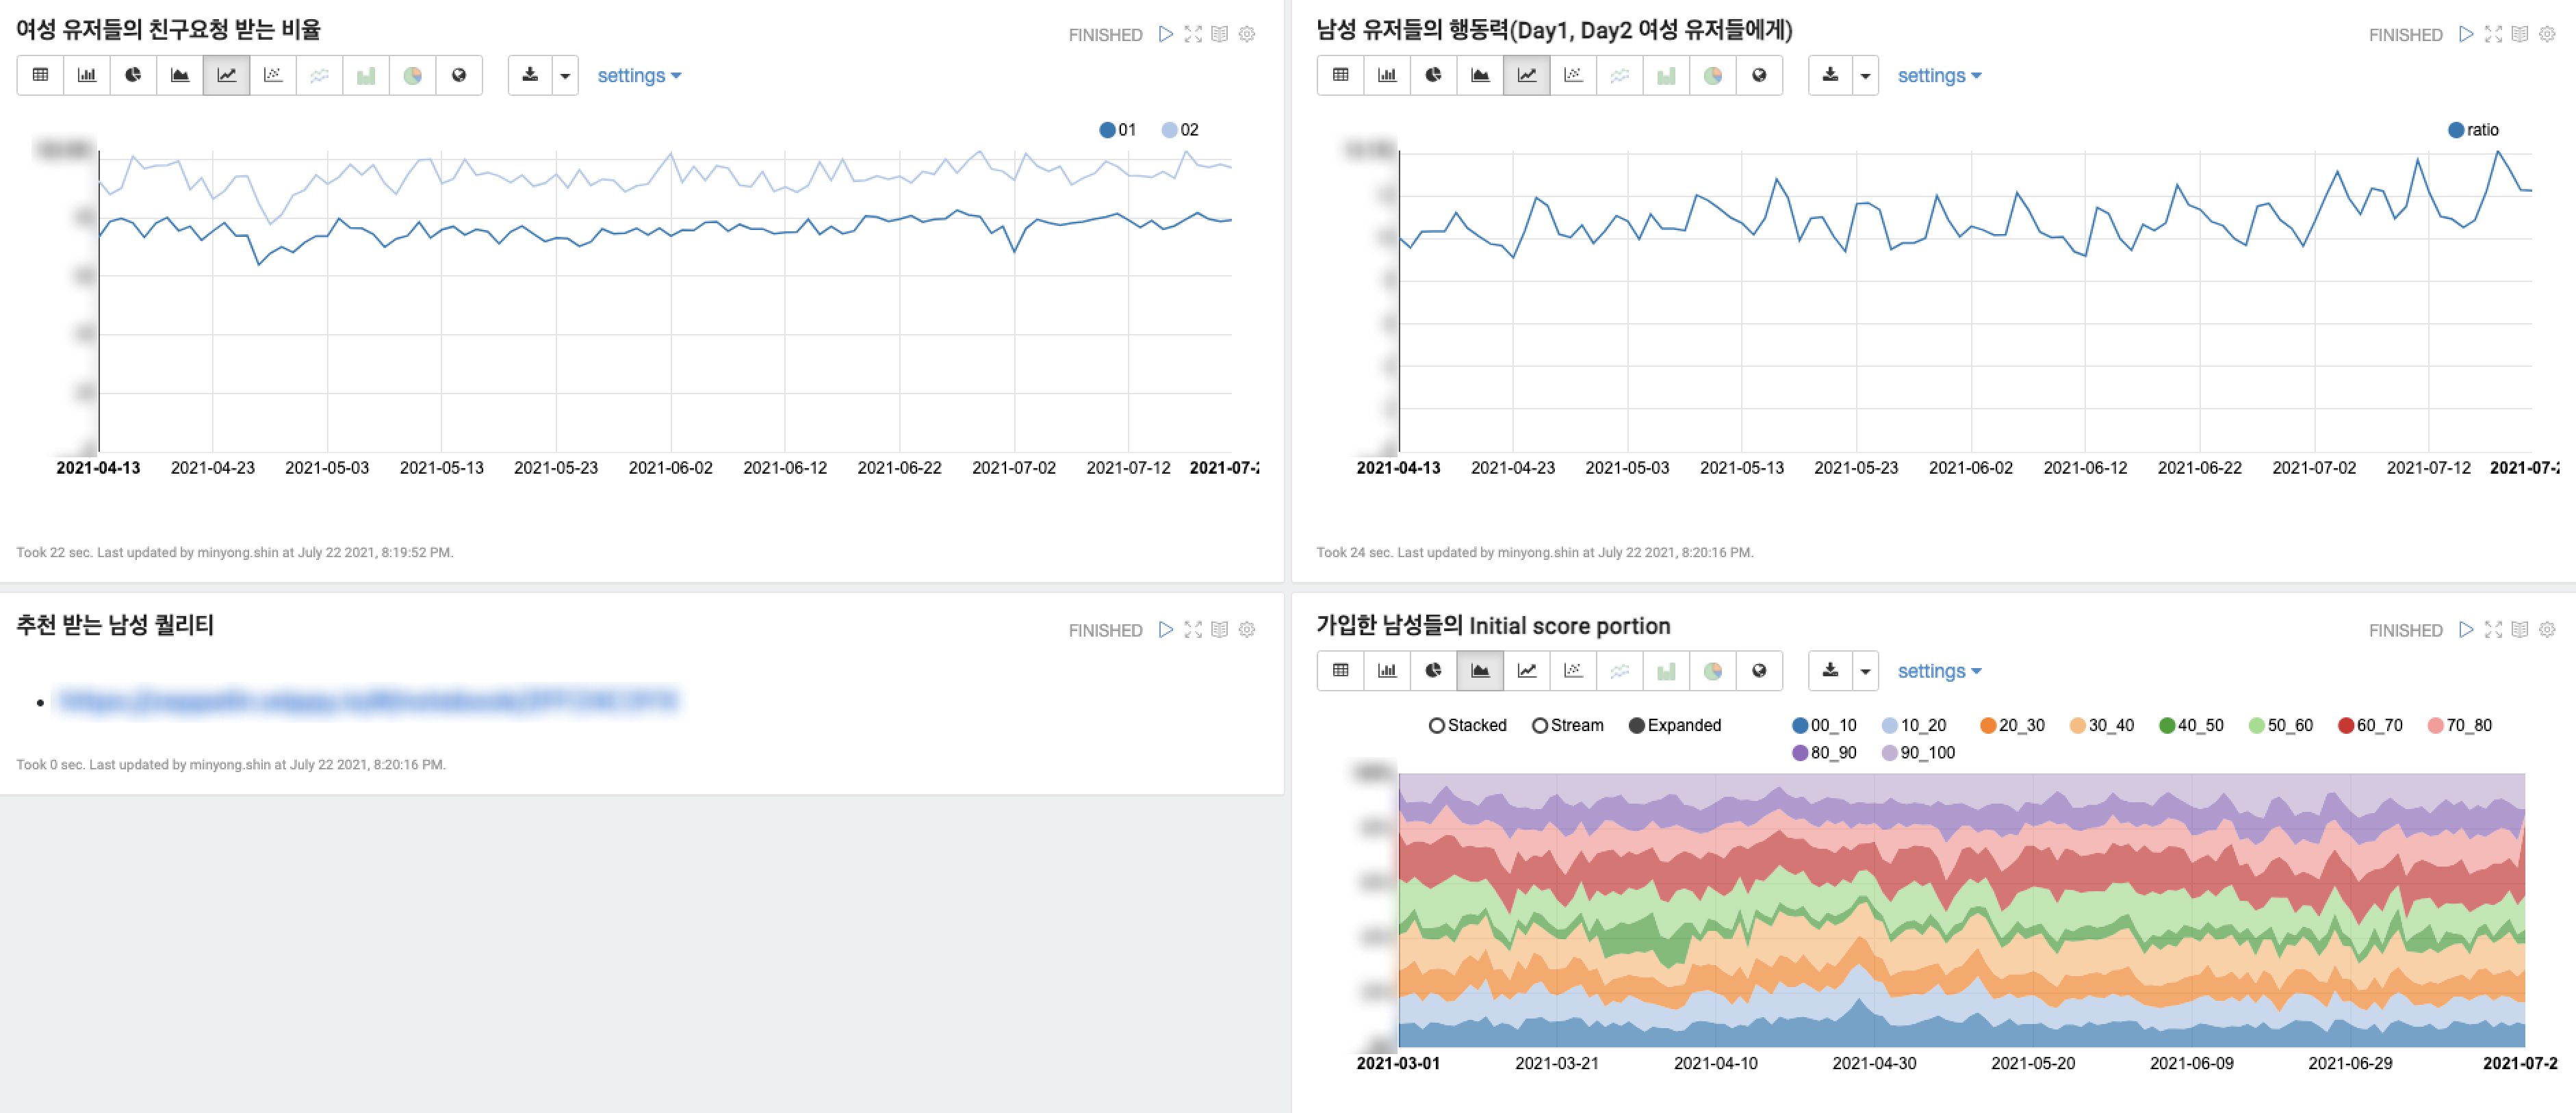 여성 유저들의 친구요청 받는 비율
FINISHED
settings
01 02
2021-04-13 2021-04-23 2021-05-03 2021-05-13 2021-05-23 2021-06-02 2021-06-12 2021-06-22 2021-07-02 2021-07-12 2021-07-
Took 22 sec. Last updated by minyong.shin at July 22 2021, 8:19:52 PM.
남성 유저들의 행동력(Day1, Day2 여성 유저들에게)
FINISHED
settings
ratio
2021-04-13 2021-04-23 2021-05-03 2021-05-13 2021-05-23 2021-06-02 2021-06-12 2021-06-22 2021-07-02 2021-07-12 2021-07-
Took 24 sec. Last updated by minyong.shin at July 22 2021, 8:20:16 PM.
추천 받는 남성 퀄리티
FINISHED
Took 0 sec. Last updated by minyong.shin at July 22 2021, 8:20:16 PM.
가입한 남성들의 Initial score portion
FINISHED
settings
Stacked Stream Expanded
00_10 10_20 20_30 30_40 40_50 50_60 60_70 70_80
80_90 90_100
2021-03-01 2021-03-21 2021-04-10 2021-04-30 2021-05-20 2021-06-09 2021-06-29 2021-07-2